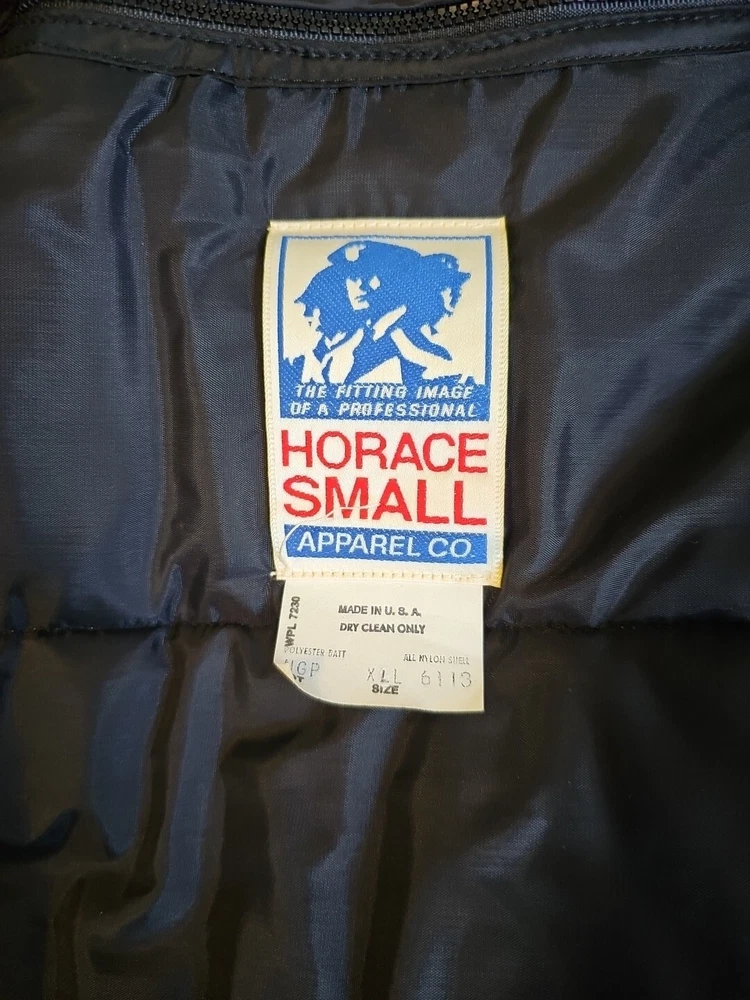 THE FITTING IMAGE
OF A PROFESSIONAL
HORACE
SMALL
APPAREL CO.
WPL 7230
MADE IN U. S. A.
DRY CLEAN ONLY
POLYESTER BATT ALL NYLON SHELL
XLL 6113
SIZE